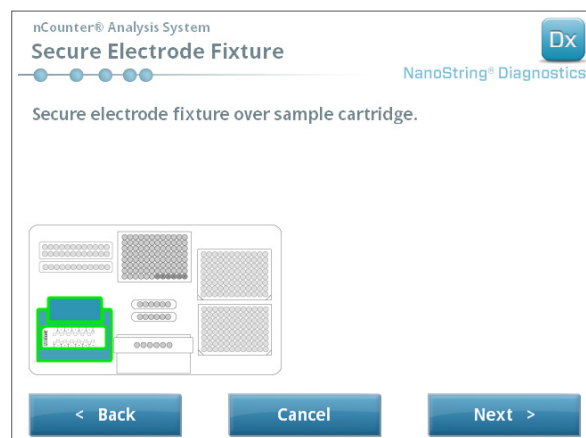 nCounter® Analysis System
Dx
Secure Electrode Fixture
NanoString® Diagnostics
Secure electrode fixture over sample cartridge.
< Back
Cancel
Next >